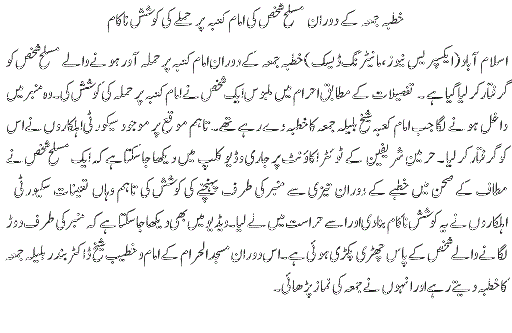 خطبہ جمعہ کے دوران مسلح شخص کی امام کعبہ پر حملے کی کوشش ناکام
اسلام آباد (ایکسپریس نیوز، مانیٹرنگ ڈیسک) خطبہ جمعہ کے دوران امام کعبہ پر حملہ آور ہونے والے مسلح شخص کو
گرفتار کر لیا گیا ہے۔ تفصیلات کے مطابق احرام میں ملبوس ایک شخص نے امام کعبہ پر حملہ کی کوشش کی۔ وہ منبر میں
داخل ہونے لگا جب امام کعبہ شیخ بلیلہ جمعہ کا خطبہ دے رہے تھے۔ تاہم موقع پر موجود سیکورٹی اہلکاروں نے اس
کو گرفتار کر لیا۔ حرمین شریفین کے ٹوئٹر اکاؤنٹ پر جاری وڈیو کلپ میں دیکھا جاسکتا ہے کہ ایک مسلح شخص نے
مطاف کے صحن میں خطبے کے دوران تیزی سے منبر کی طرف پہنچنے کی کوشش کی تاہم وہاں تعینات سکیورٹی
اہلکاروں نے یہ کوشش ناکام بنادی اور اسے حراست میں لے لیا۔ ویڈیو میں بھی دیکھا جاسکتا ہے کہ منبر کی طرف دوڑ
لگانے والے شخص کے پاس چھڑی پکڑی ہوئی ہے۔ اس دوران مسجد الحرام کے امام و خطیب شیخ ڈاکٹر بندر بلیلہ جمعہ
کا خطبہ دیتے رہے اور انہوں نے جمعہ کی نماز پڑھائی۔